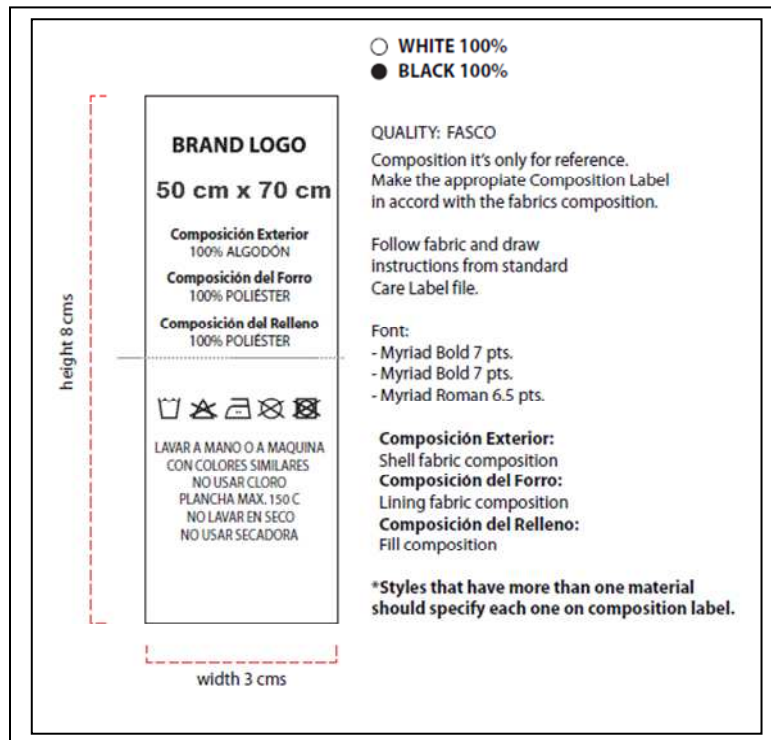 WHITE 100%
BLACK 100%
BRAND LOGO
50 cm x 70 cm
Composición Exterior
100% ALGODÓN
Composición del Forro
100% POLIÉSTER
Composición del Relleno
100% POLIÉSTER
LAVAR A MANO O A MAQUINA
CON COLORES SIMILARES
NO USAR CLORO
PLANCHA MAX. 150 C
NO LAVAR EN SECO
NO USAR SECADORA
height 8 cms
width 3 cms
QUALITY: FASCO
Composition it's only for reference.
Make the appropiate Composition Label
in accord with the fabrics composition.
Follow fabric and draw
instructions from standard
Care Label file.
Font:
- Myriad Bold 7 pts.
- Myriad Bold 7 pts.
- Myriad Roman 6.5 pts.
Composición Exterior:
Shell fabric composition
Composición del Forro:
Lining fabric composition
Composición del Relleno:
Fill composition
*Styles that have more than one material
should specify each one on composition label.